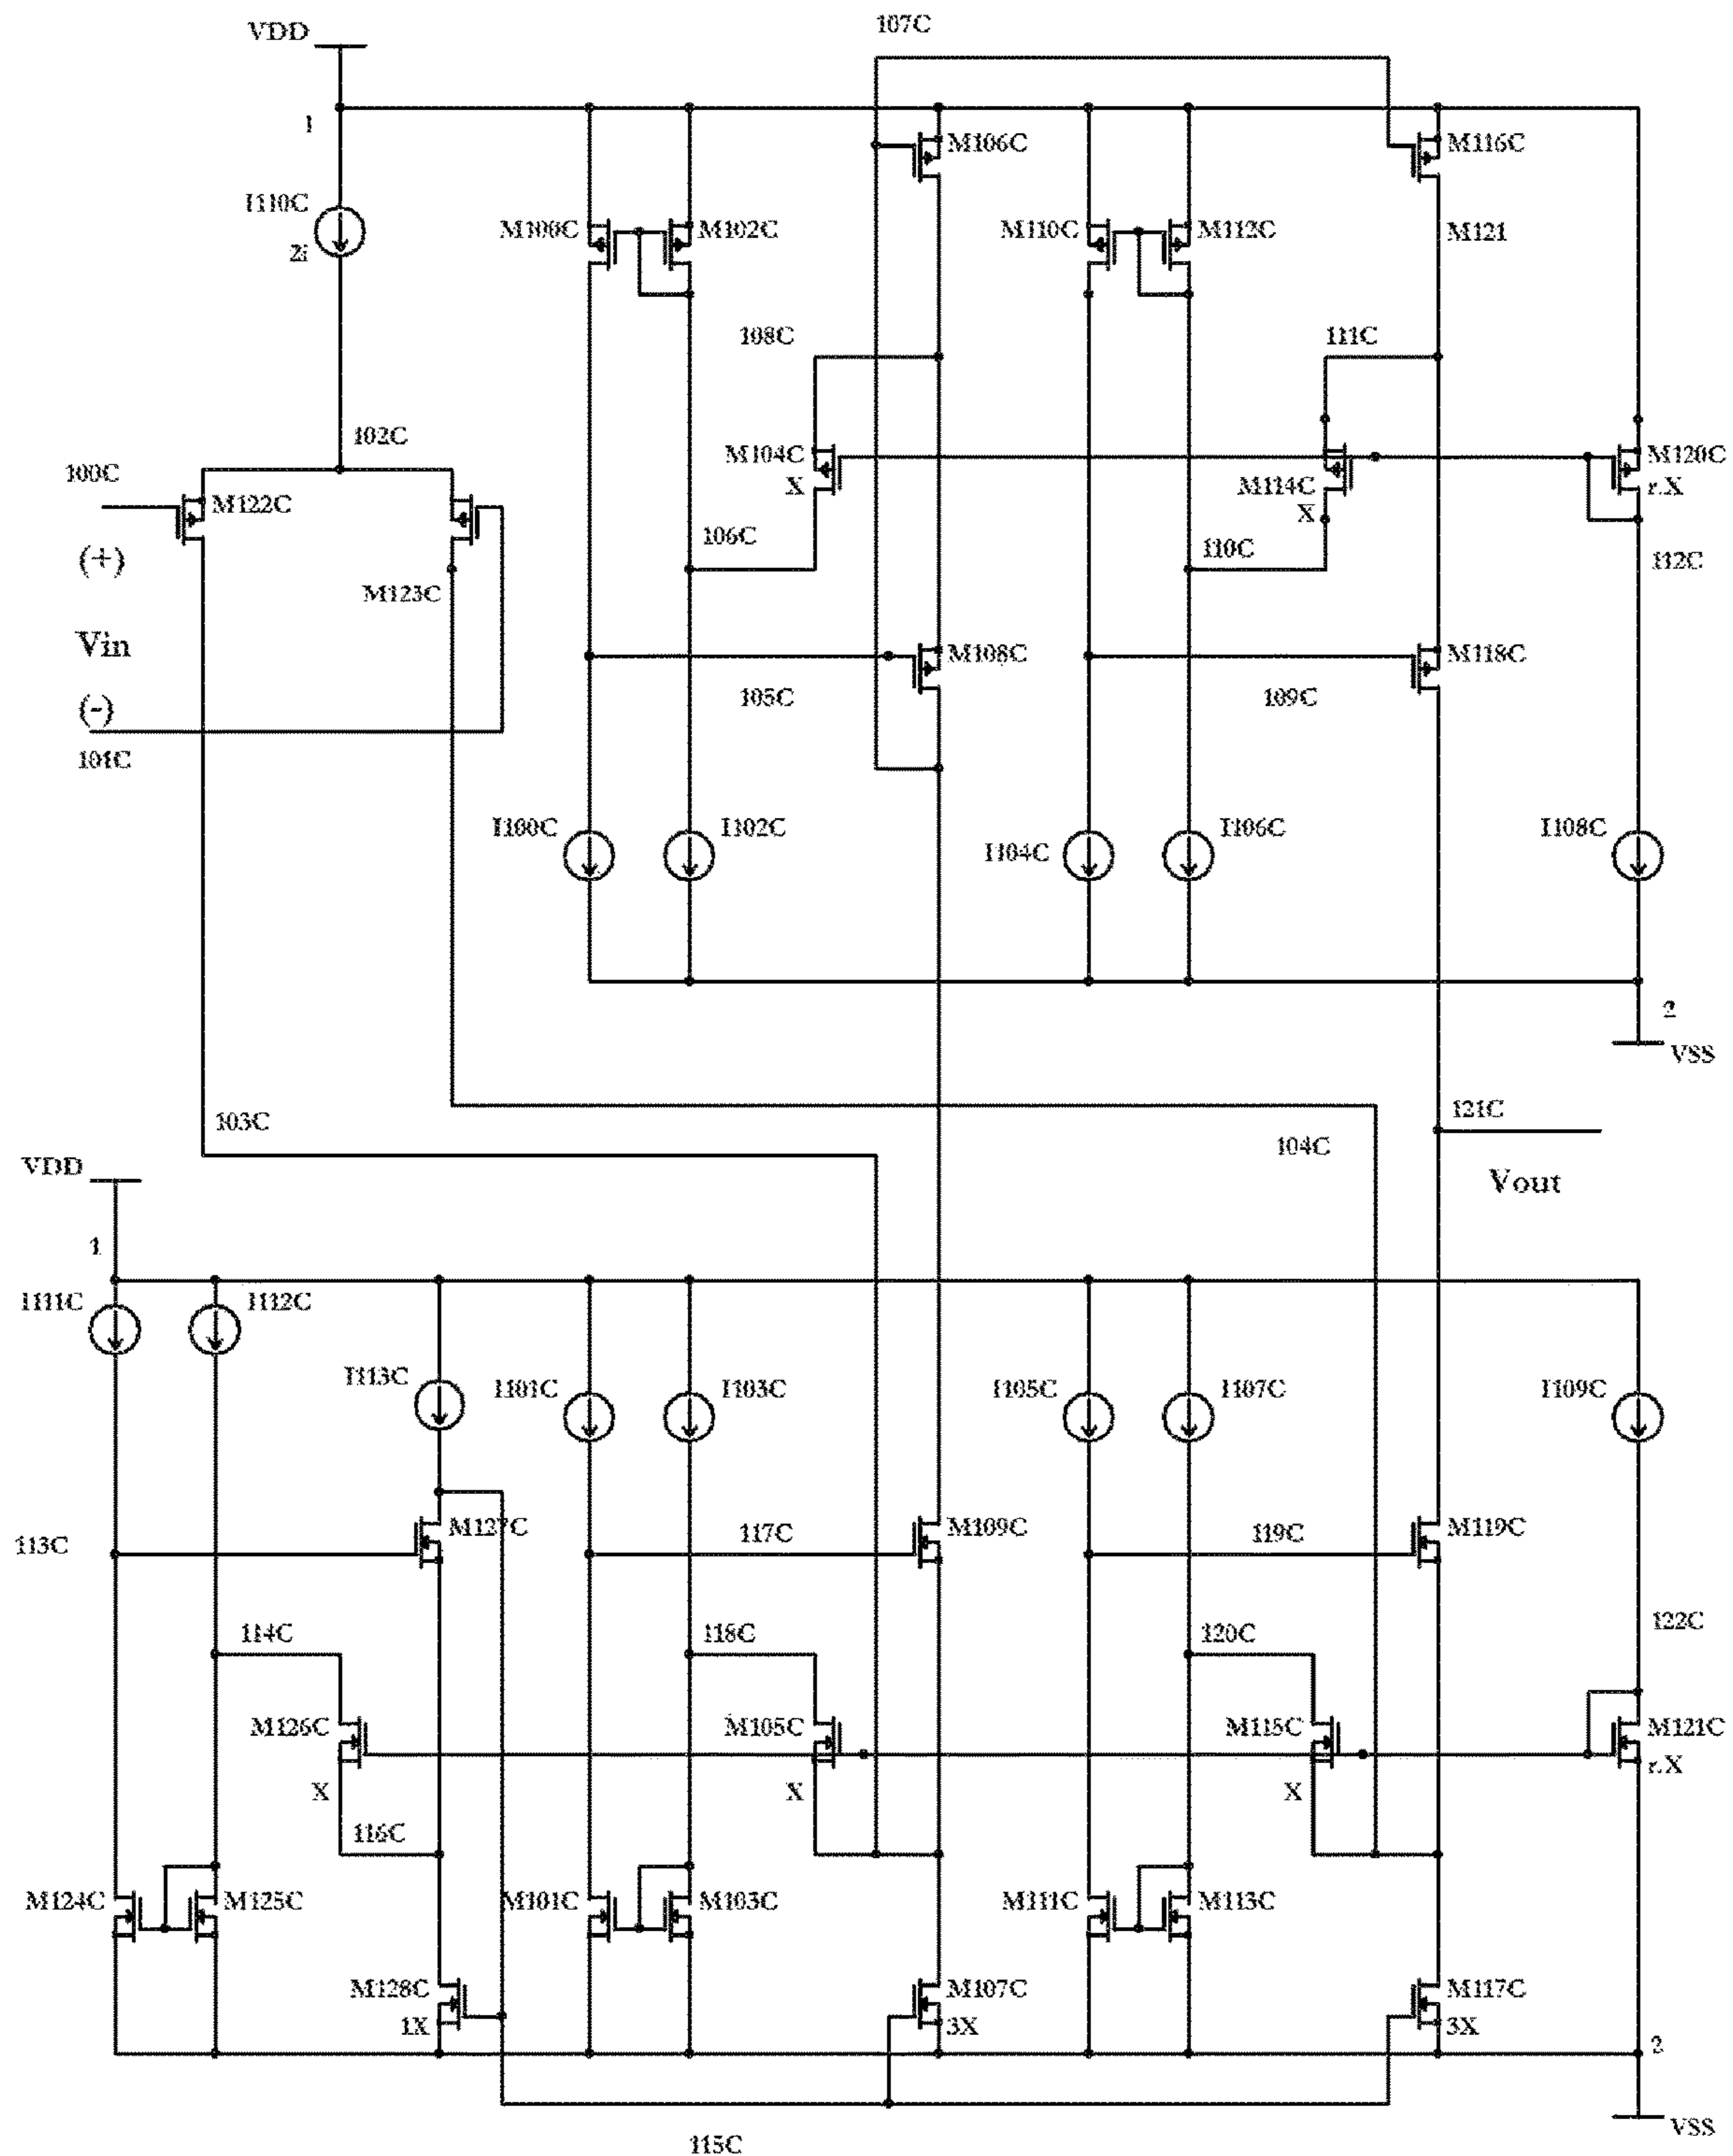 107C
VDD
1
M106C
M116C
I110C
2i
M100C
M102C
M110C
M112C
M121
108C
111C
102C
100C
M122C
M104C
X
M114C
X
M120C
r.X
(+)
106C
110C
112C
M123C
Vin
M108C
M118C
(-)
105C
109C
101C
I100C
I102C
I104C
I106C
I108C
2
VSS
103C
121C
104C
VDD
Vout
1
I111C
I112C
I113C
I101C
I103C
I105C
I107C
I109C
113C
M127C
117C
M109C
119C
M119C
114C
118C
120C
122C
M126C
X
M105C
X
M115C
X
M121C
r.X
116C
M124C
M125C
M101C
M103C
M111C
M113C
M128C
1X
M107C
3X
M117C
3X
2
VSS
115C